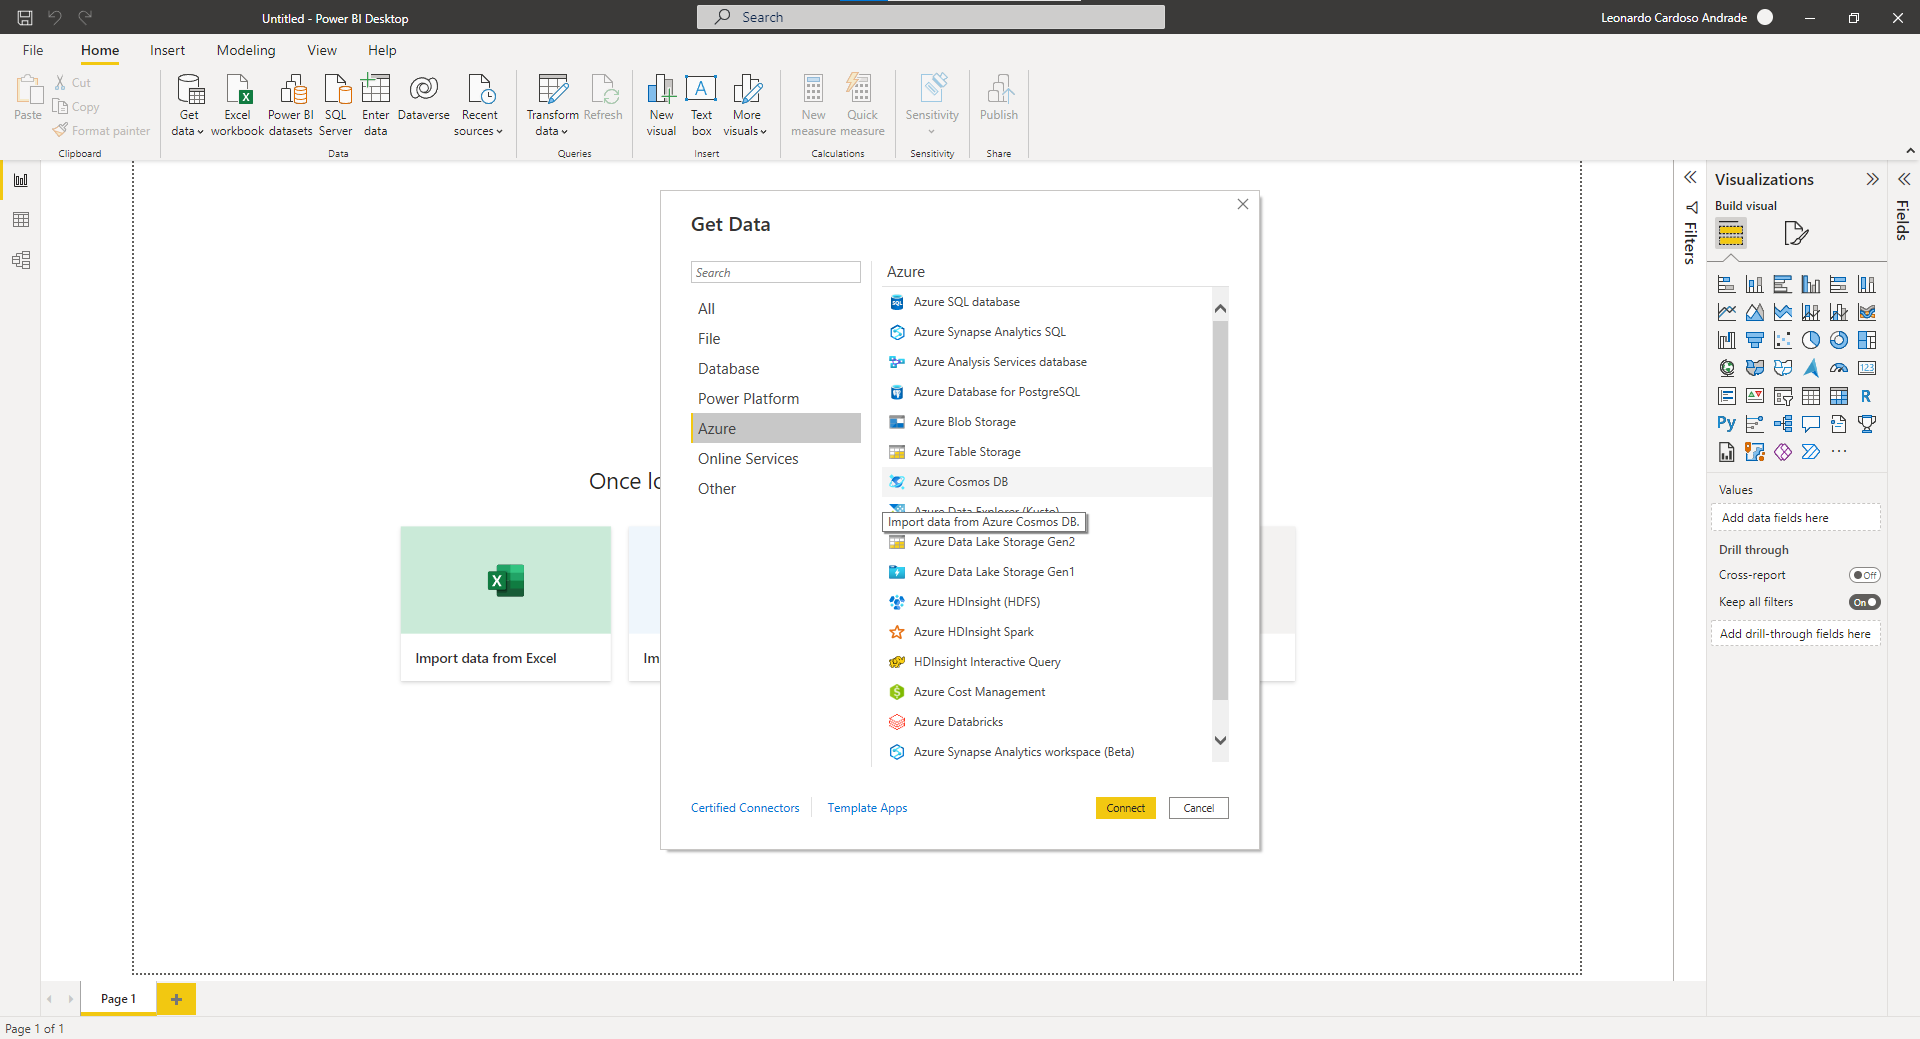 Untitled - Power BI Desktop
Search
Leonardo Cardoso Andrade
File
Home
Insert
Modeling
View
Help
Paste
Cut
Copy
Format painter
Clipboard
Get data
Excel workbook
Power BI datasets
SQL Server
Enter data
Dataverse
Recent sources
Data
Transform data
Refresh
Queries
New visual
Text box
More visuals
Insert
New measure
Quick measure
Calculations
Sensitivity
Sensitivity
Publish
Share
Get Data
Search
All
File
Database
Power Platform
Azure
Online Services
Other
Azure
Azure SQL database
Azure Synapse Analytics SQL
Azure Analysis Services database
Azure Database for PostgreSQL
Azure Blob Storage
Azure Table Storage
Azure Cosmos DB
Azure Data Explorer (Kusto)
Import data from Azure Cosmos DB.
Azure Data Lake Storage Gen2
Azure Data Lake Storage Gen1
Azure HDInsight (HDFS)
Azure HDInsight Spark
HDInsight Interactive Query
Azure Cost Management
Azure Databricks
Azure Synapse Analytics workspace (Beta)
Certified Connectors
Template Apps
Connect
Cancel
Once lo
Import data from Excel
Im
Filters
Visualizations
Build visual
123
R
Py
Values
Add data fields here
Drill through
Cross-report
Off
Keep all filters
On
Add drill-through fields here
Fields
Page 1
Page 1 of 1